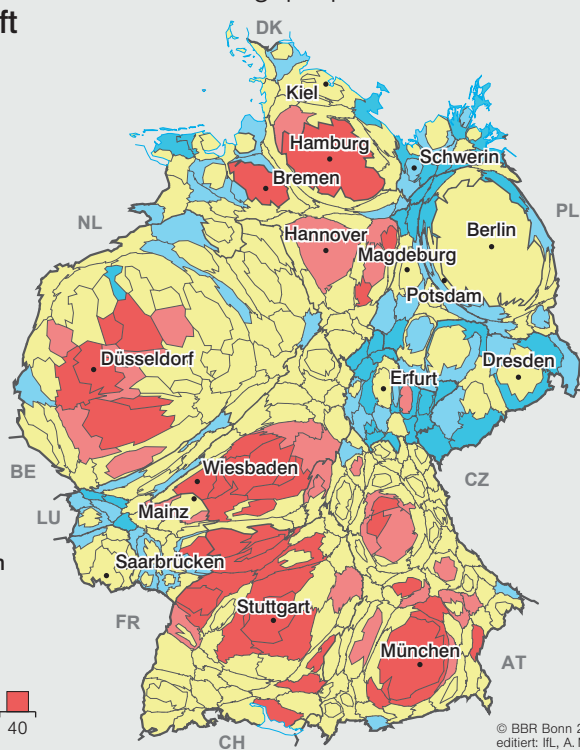 ft
DK
Kiel
Hamburg
Schwerin
Bremen
PL
NL
Hannover
Berlin
Magdeburg
Potsdam
Düsseldorf
Dresden
Erfurt
BE
Wiesbaden
CZ
LU
Mainz
Saarbrücken
n
FR
Stuttgart
München
AT
40
CH
© BBR Bonn 2
editiert: IfL, A.